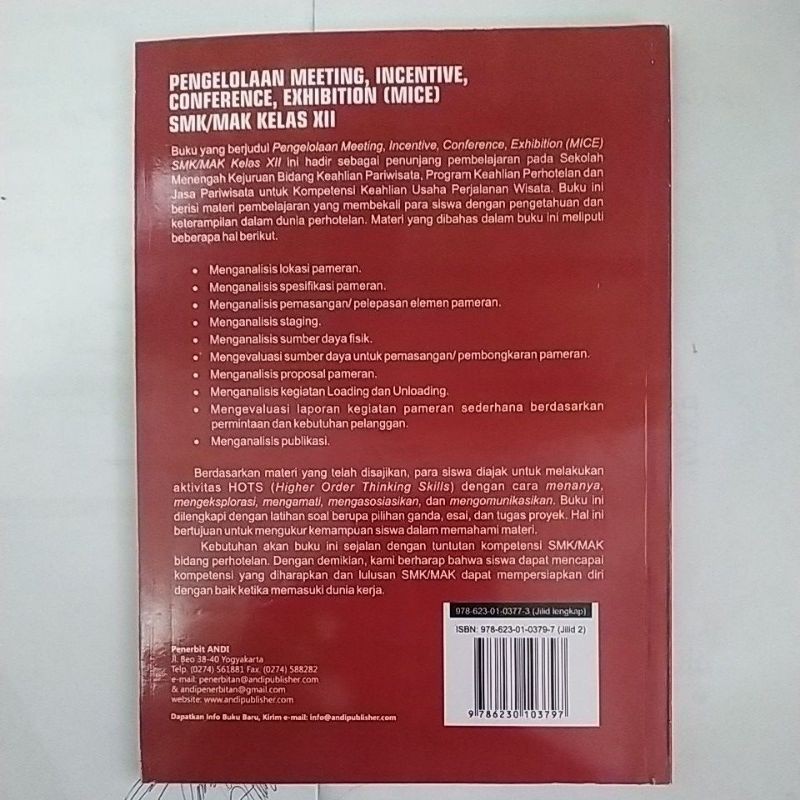 PENGELOLAAN MEETING, INCENTIVE,
CONFERENCE, EXHIBITION (MICE)
SMK/MAK KELAS XII
Buku yang berjudul Pengelolaan Meeting, Incentive, Conference, Exhibition (MICE)
SMK/MAK Kelas XII ini hadir sebagai penunjang pembelajaran pada Sekolah
Menengah Kejuruan Bidang Keahlian Pariwisata, Program Keahlian Perhotelan dan
Jasa Pariwisata untuk Kompetensi Keahlian Usaha Perjalanan Wisata. Buku ini
berisi materi pembelajaran yang membekali para siswa dengan pengetahuan dan
keterampilan dalam dunia perhotelan. Materi yang dibahas dalam buku ini meliputi
beberapa hal berikut.
• Menganalisis lokasi pameran.
• Menganalisis spesifikasi pameran.
• Menganalisis pemasangan/ pelepasan elemen pameran.
• Menganalisis staging.
• Menganalisis sumber daya fisik.
• Mengevaluasi sumber daya untuk pemasangan/ pembongkaran pameran.
• Menganalisis proposal pameran.
• Menganalisis kegiatan Loading dan Unloading.
• Mengevaluasi laporan kegiatan pameran sederhana berdasarkan
permintaan dan kebutuhan pelanggan.
• Menganalisis publikasi.
Berdasarkan materi yang telah disajikan, para siswa diajak untuk melakukan
aktivitas HOTS (Higher Order Thinking Skills) dengan cara menanya,
mengeksplorasi, mengamati, mengasosiasikan, dan mengomunikasikan. Buku ini
dilengkapi dengan latihan soal berupa pilihan ganda, esai, dan tugas proyek. Hal ini
bertujuan untuk mengukur kemampuan siswa dalam memahami materi.
Kebutuhan akan buku ini sejalan dengan tuntutan kompetensi SMK/MAK
bidang perhotelan. Dengan demikian, kami berharap bahwa siswa dapat mencapai
kompetensi yang diharapkan dan lulusan SMK/MAK dapat mempersiapkan diri
dengan baik ketika memasuki dunia kerja.
978-623-01-0377-3 (Jilid lengkap)
ISBN: 978-623-01-0379-7 (Jilid 2)
9 786230 103797
Penerbit ANDI
Jl. Beo 38-40 Yogyakarta
Telp. (0274) 561881 Fax. (0274) 588282
e-mail: penerbitan@andipublisher.com
& andipenerbitan@gmail.com
website: www.andipublisher.com
Dapatkan Info Buku Baru, Kirim e-mail: info@andipublisher.com